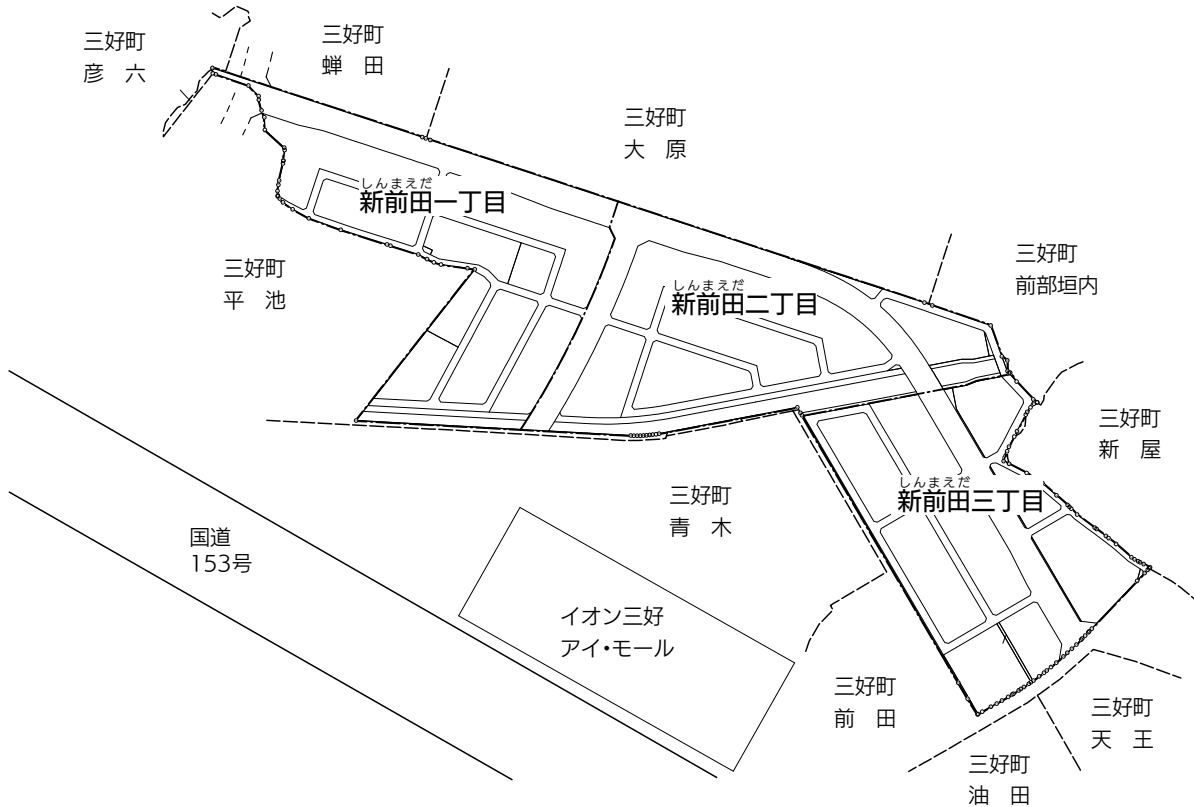 三好町
彦　六
三好町
蝉　田
三好町
大　原
しんまえだ
新前田一丁目
三好町
平　池
三好町
前部垣内
しんまえだ
新前田二丁目
三好町
新　屋
三好町
青　木
しんまえだ
新前田三丁目
国道
153号
イオン三好
アイ・モール
三好町
前　田
三好町
天　王
三好町
油　田